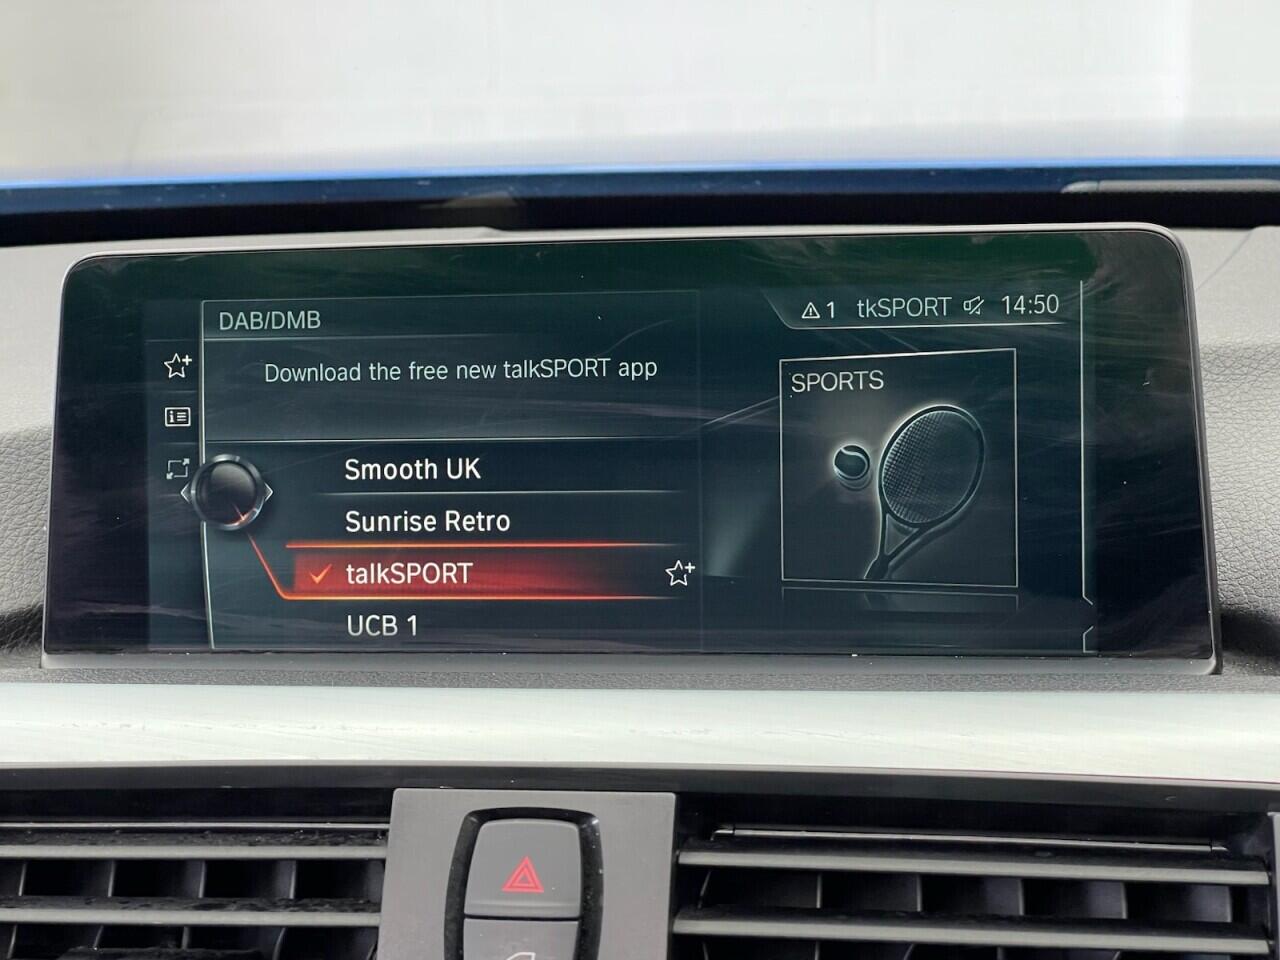 DAB/DMB
1 tkSPORT 14:50
Download the free new talkSPORT app
SPORTS
Smooth UK
Sunrise Retro
talkSPORT
UCB 1